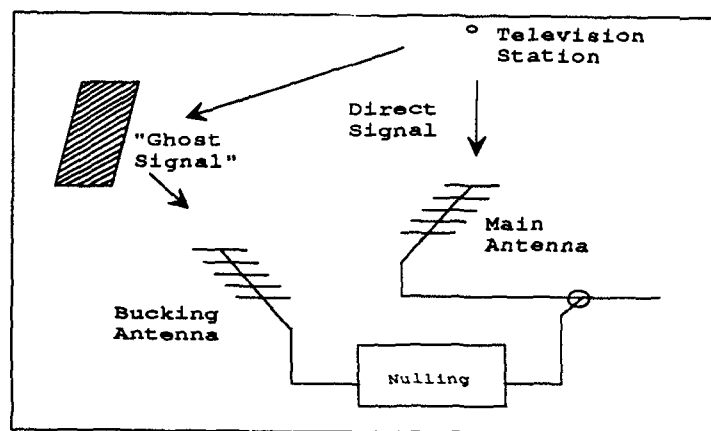 Television
Station
Direct
Signal
"Ghost
Signal"
Main
Antenna
Bucking
Antenna
Nulling